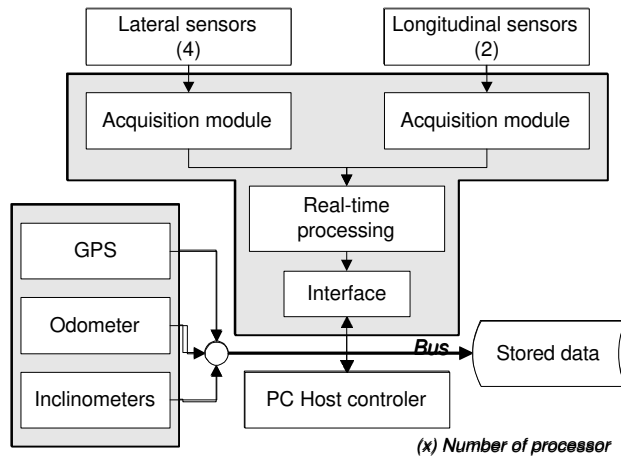 Lateral sensors
(4)
Longitudinal sensors
(2)
Acquisition module
Acquisition module
Real-time
processing
GPS
Interface
Odometer
Bus
Stored data
Inclinometers
PC Host controler
(x) Number of processor